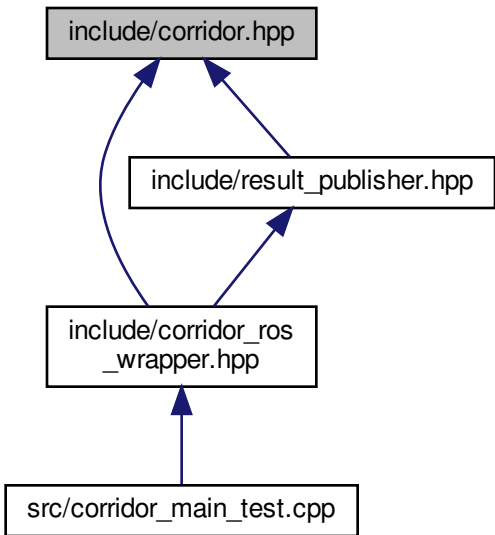 include/corridor.hpp
include/result_publisher.hpp
include/corridor_ros
_wrapper.hpp
src/corridor_main_test.cpp